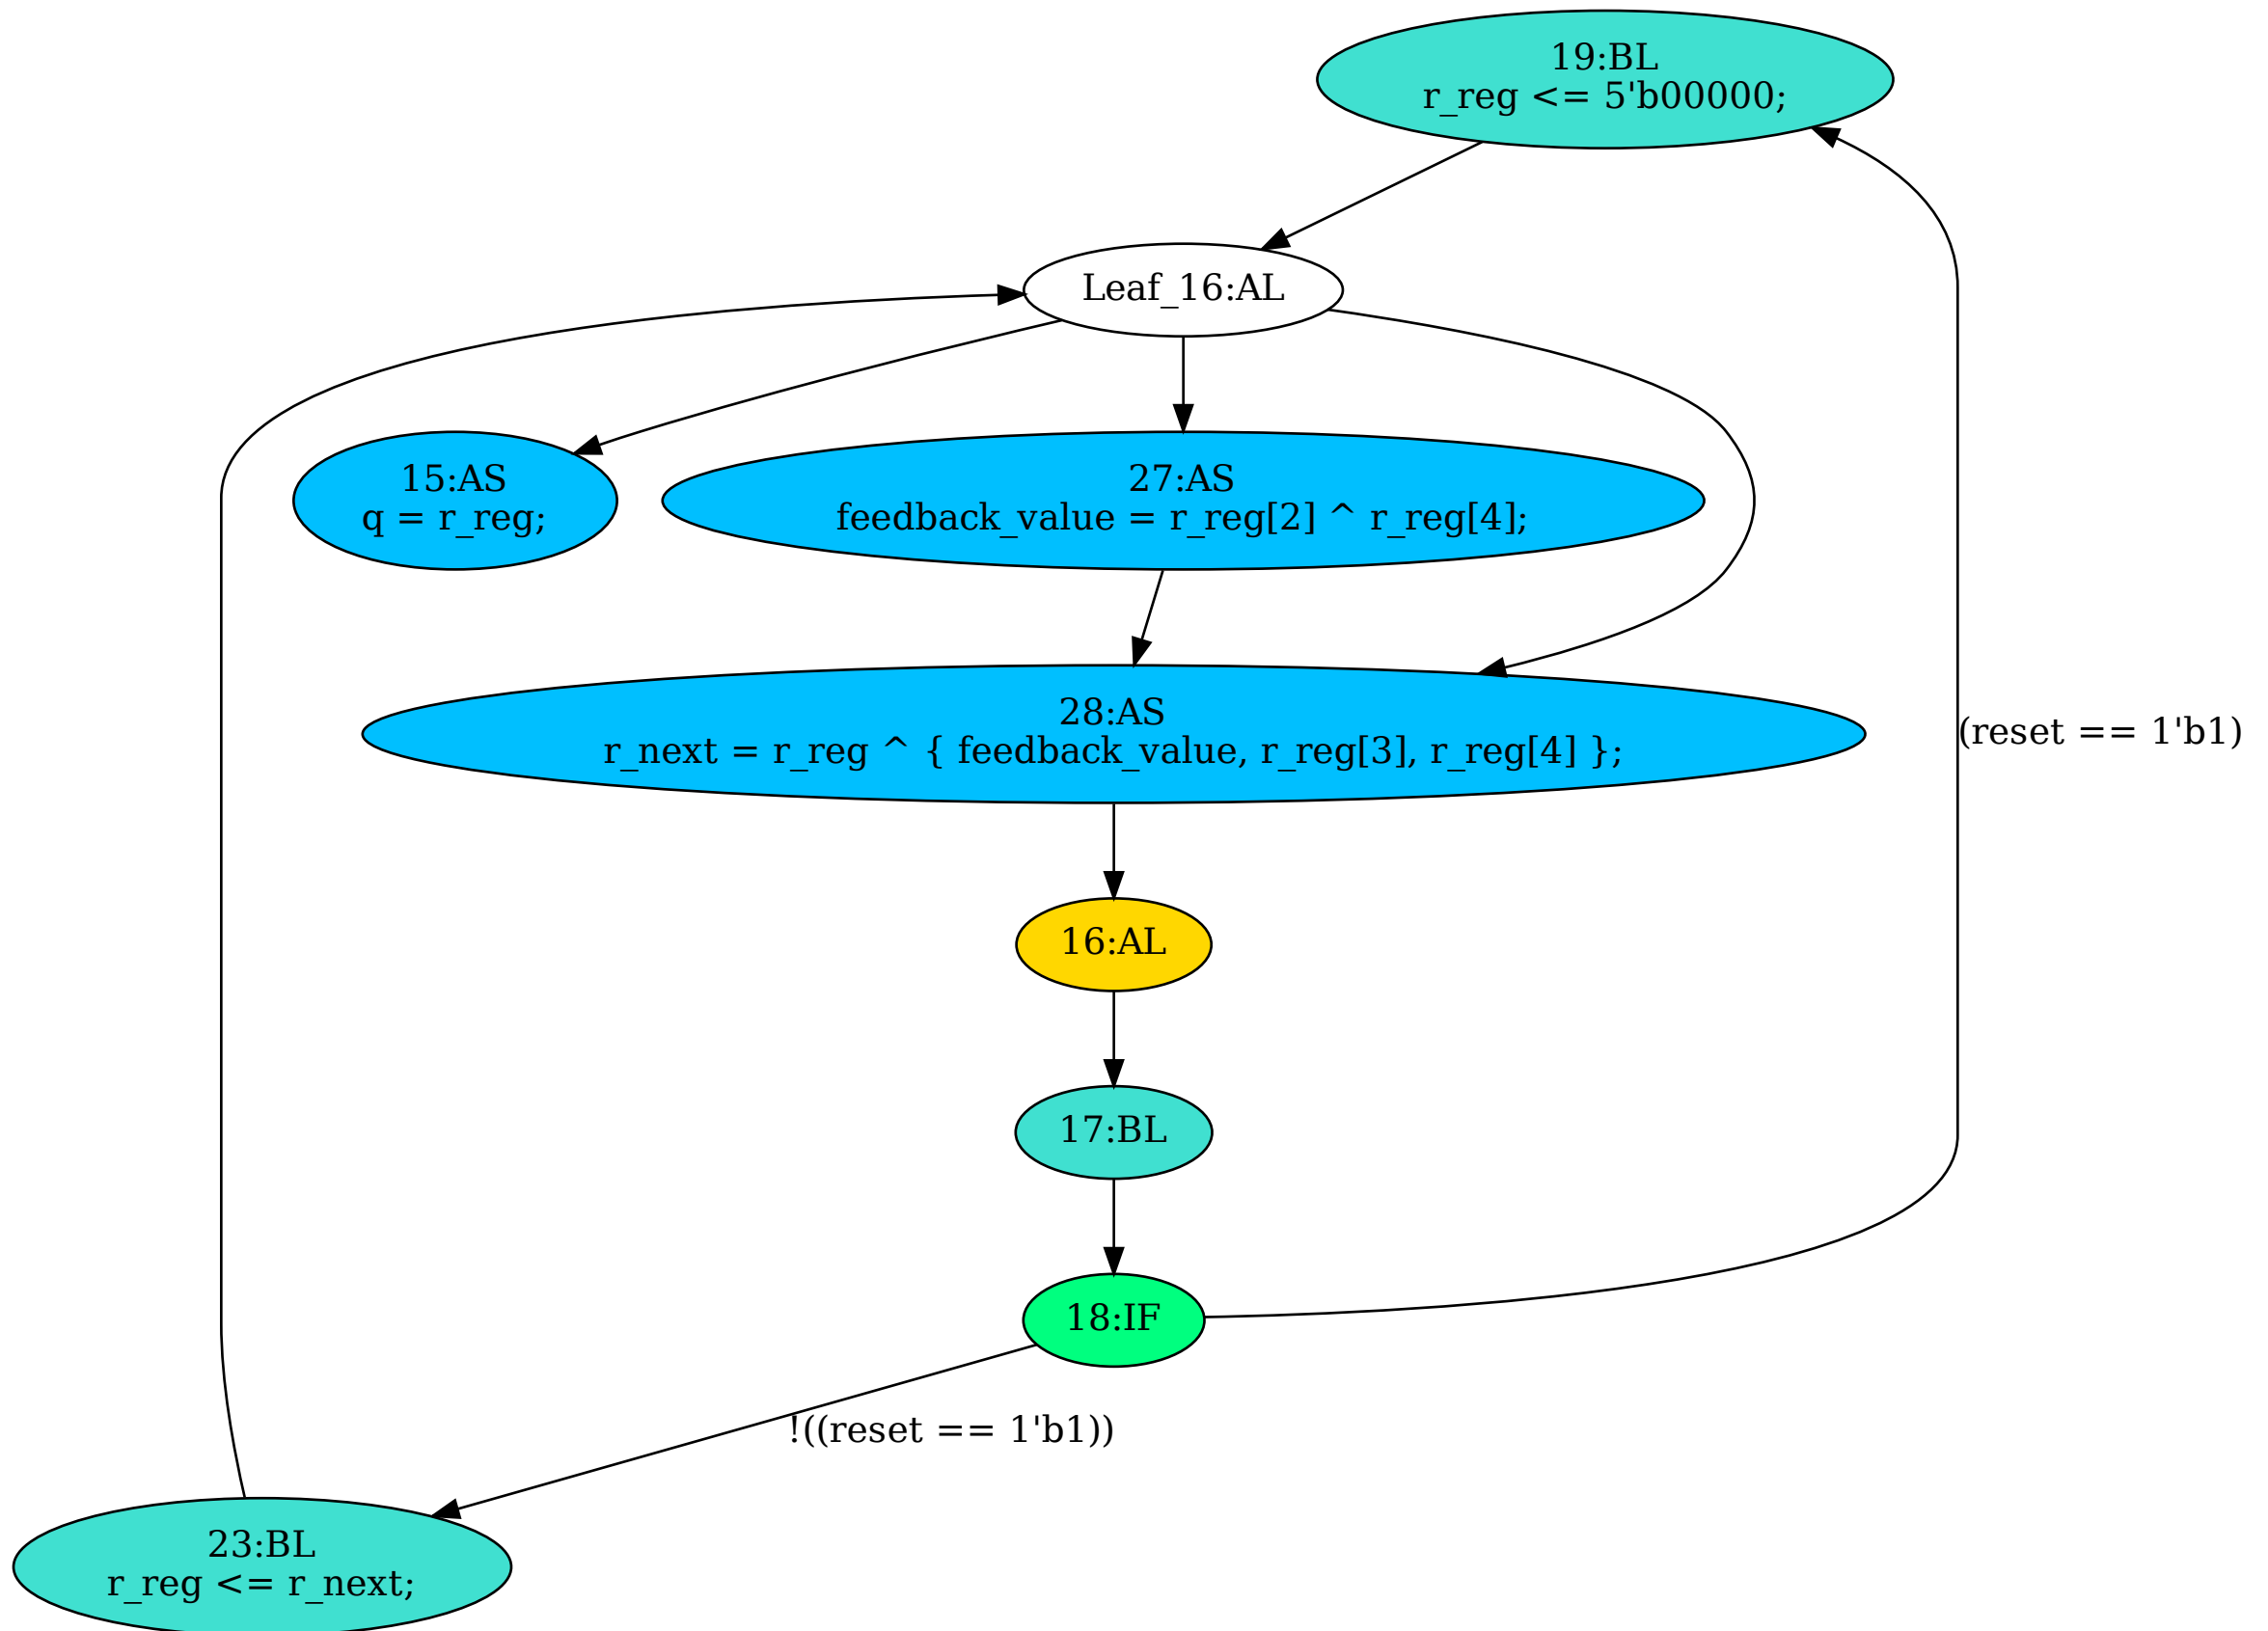 19:BL
r_reg <= 5'b00000;
Leaf_16:AL
15:AS
q = r_reg;
27:AS
feedback_value = r_reg[2] ^ r_reg[4];
28:AS
r_next = r_reg ^ { feedback_value, r_reg[3], r_reg[4] };
(reset == 1'b1)
16:AL
17:BL
18:IF
!((reset == 1'b1))
23:BL
r_reg <= r_next;